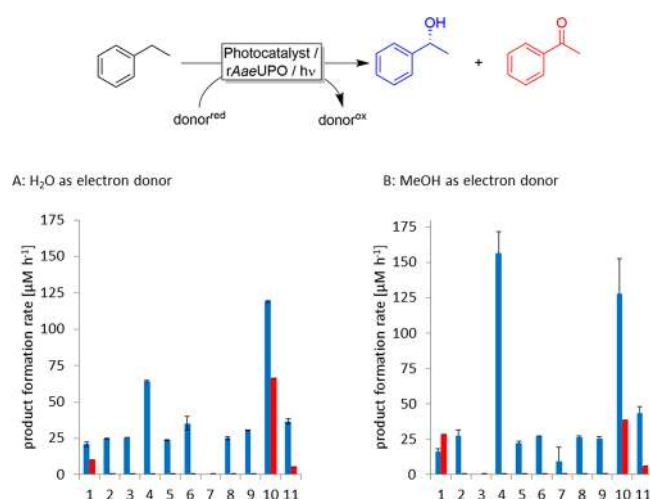 OH
O
Photocatalyst /
rAaeUPO / hν
+
donorʳᵉᵈ
donorᵒˣ
A: H₂O as electron donor
B: MeOH as electron donor
product formation rate [µM h⁻¹]
175
150
125
100
75
50
25
0
1 2 3 4 5 6 7 8 9 10 11
product formation rate [µM h⁻¹]
175
150
125
100
75
50
25
0
1 2 3 4 5 6 7 8 9 10 11